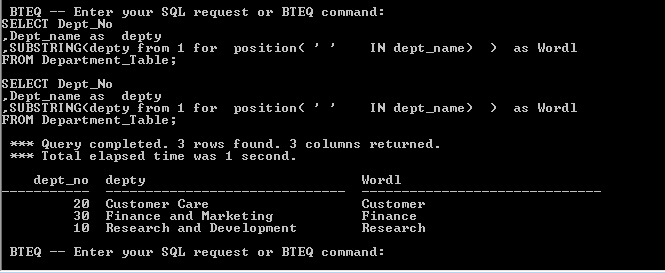 BTEQ -- Enter your SQL request or BTEQ command:
SELECT Dept_No
,Dept_name as  depty
,SUBSTRING(depty from 1 for  position( ' '    IN dept_name)  )  as Wordl
FROM Department_Table;
SELECT Dept_No
,Dept_name as  depty
,SUBSTRING(depty from 1 for  position( ' '    IN dept_name)  )  as Wordl
FROM Department_Table;
*** Query completed. 3 rows found. 3 columns returned.
*** Total elapsed time was 1 second.
dept_no  depty                           Wordl
-----------  ------------------------------  ------------------------------
20  Customer Care                   Customer
30  Finance and Marketing           Finance
10  Research and Development        Research
BTEQ -- Enter your SQL request or BTEQ command: